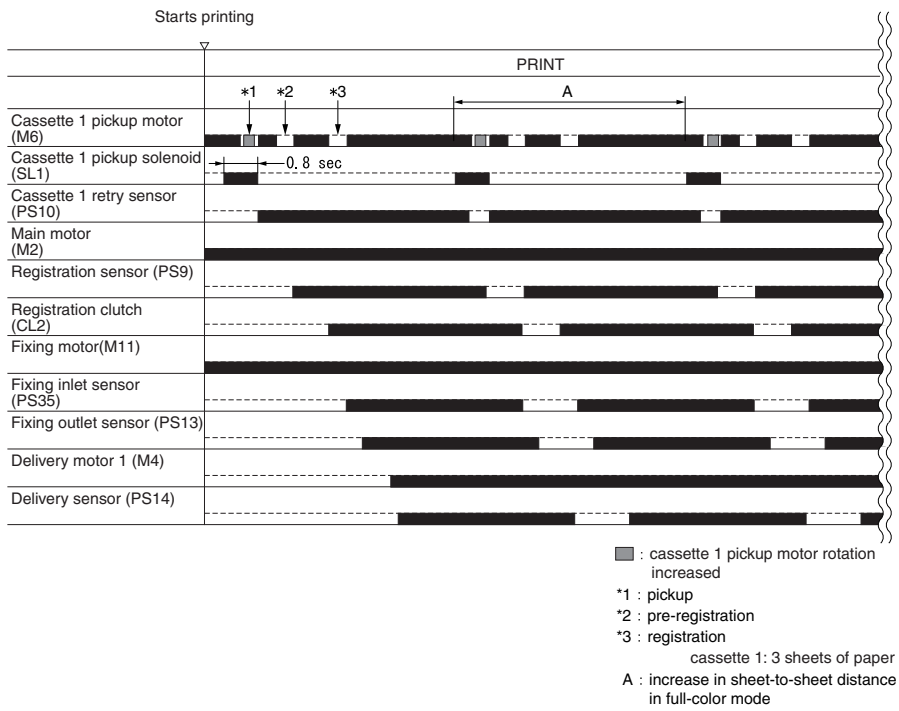 Starts printing
PRINT
*1 *2 *3 A
Cassette 1 pickup motor
(M6)
Cassette 1 pickup solenoid
(SL1)
0.8 sec
Cassette 1 retry sensor
(PS10)
Main motor
(M2)
Registration sensor (PS9)
Registration clutch
(CL2)
Fixing motor(M11)
Fixing inlet sensor
(PS35)
Fixing outlet sensor (PS13)
Delivery motor 1 (M4)
Delivery sensor (PS14)
: cassette 1 pickup motor rotation
increased
*1 : pickup
*2 : pre-registration
*3 : registration
cassette 1: 3 sheets of paper
A : increase in sheet-to-sheet distance
in full-color mode